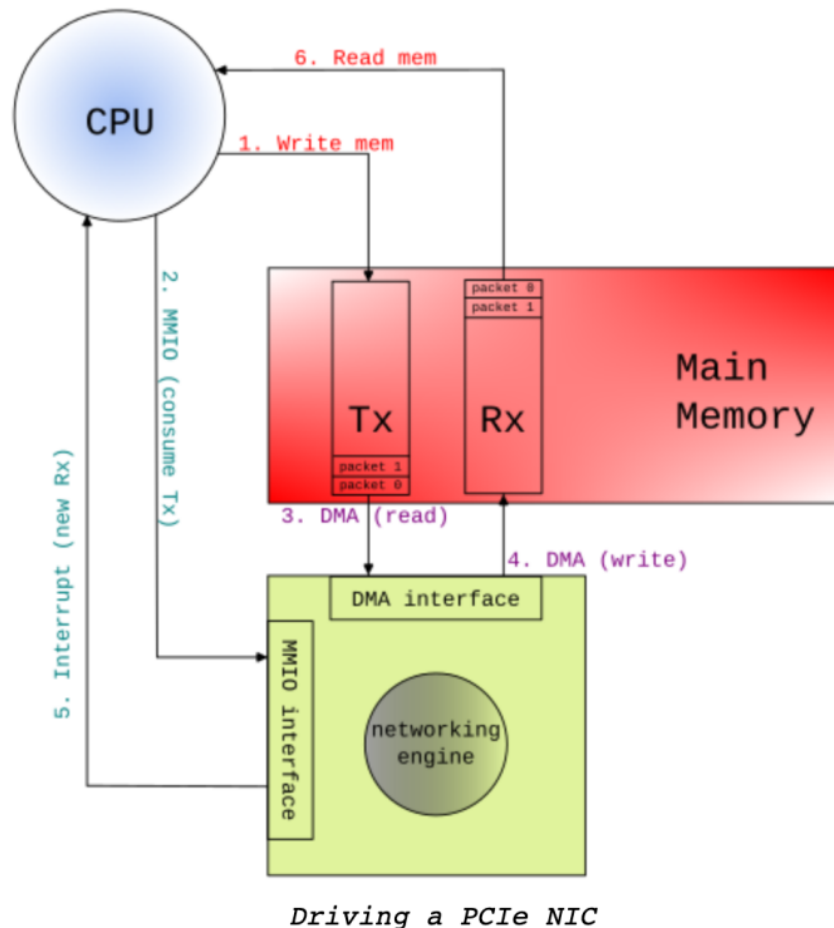 6. Read mem
CPU
1. Write mem
2. MMIO (consume Tx)
packet 0
packet 1
Main
Memory
Tx
Rx
packet 1
packet 0
5. Interrupt (new Rx)
3. DMA (read)
4. DMA (write)
DMA interface
MMIO interface
networking
engine
Driving a PCIe NIC